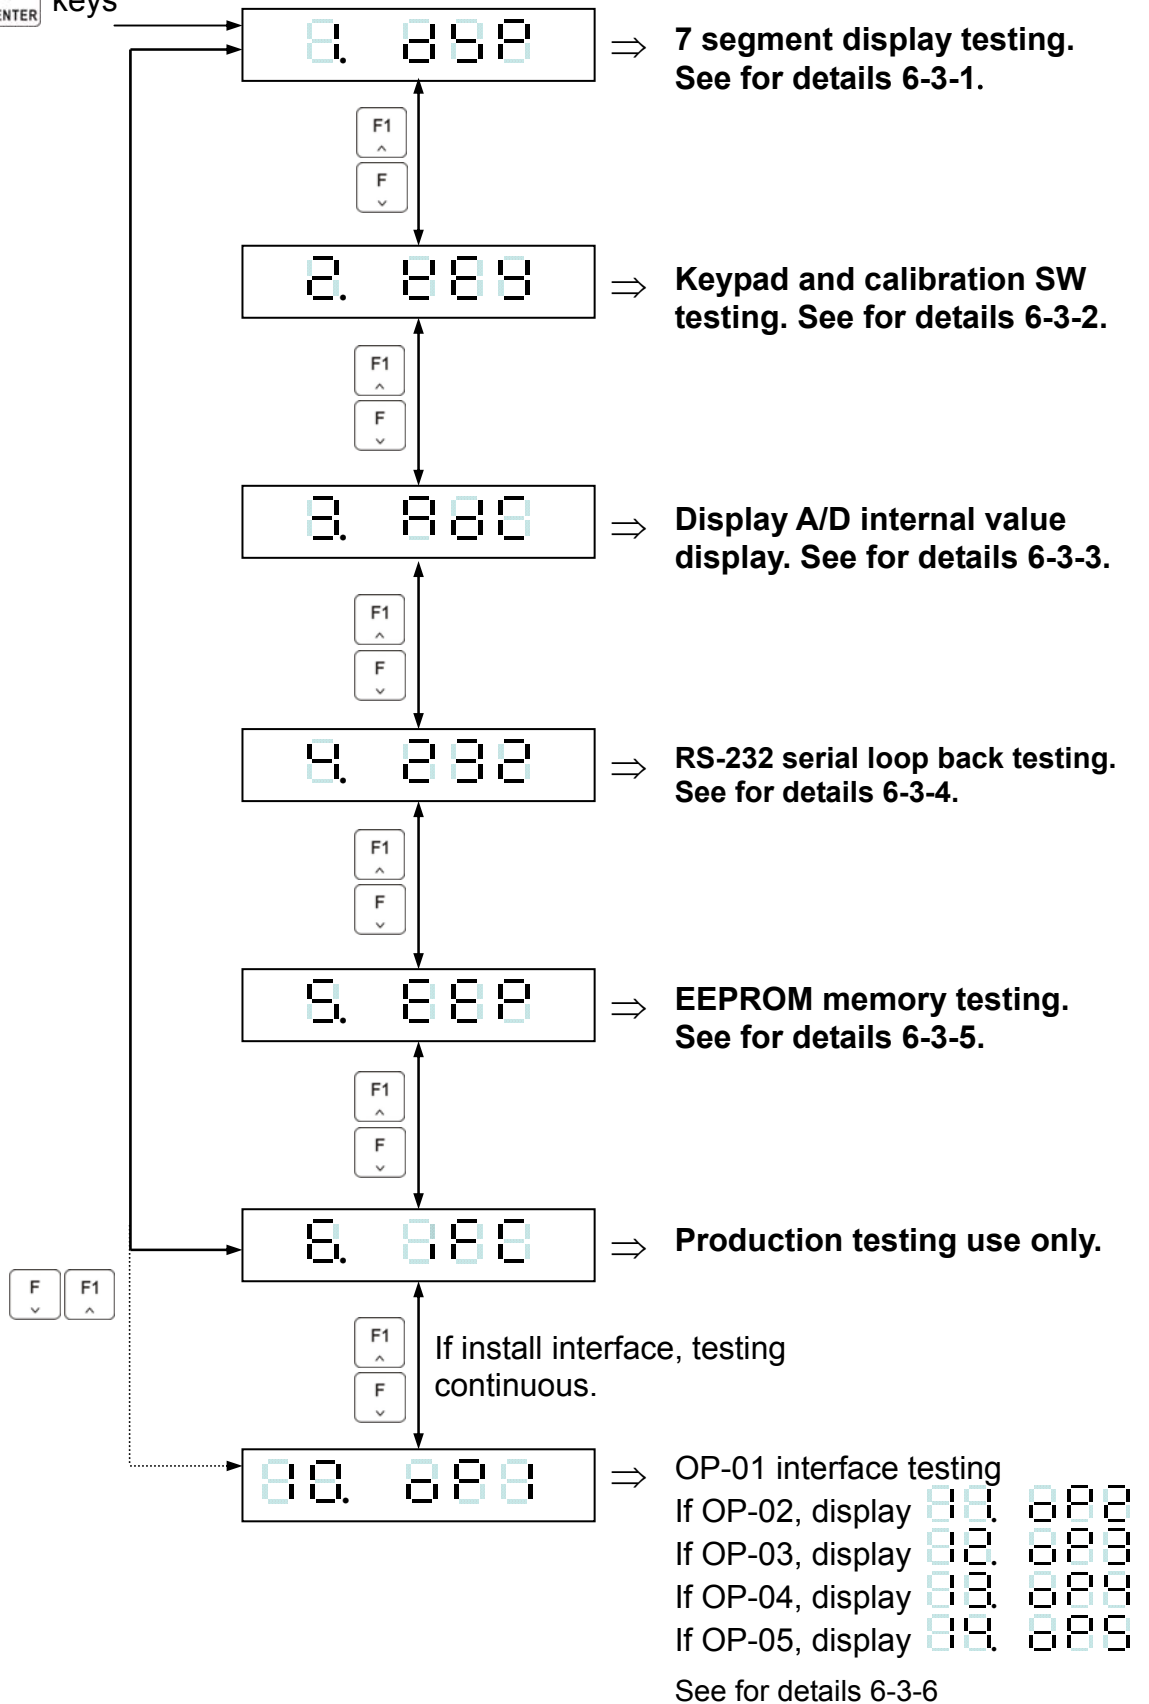 ENTER keys
1. dSP
⇒ 7 segment display testing.
See for details 6-3-1.
F1
F
2. KEY
⇒ Keypad and calibration SW
testing. See for details 6-3-2.
F1
F
3. AdC
⇒ Display A/D internal value
display. See for details 6-3-3.
F1
F
4. 232
⇒ RS-232 serial loop back testing.
See for details 6-3-4.
F1
F
5. EEP
⇒ EEPROM memory testing.
See for details 6-3-5.
F1
F
6. iFC
⇒ Production testing use only.
F F1
F1
F
If install interface, testing
continuous.
10. oP1
⇒ OP-01 interface testing
If OP-02, display 11. oP2
If OP-03, display 12. oP3
If OP-04, display 13. oP4
If OP-05, display 14. oP5
See for details 6-3-6